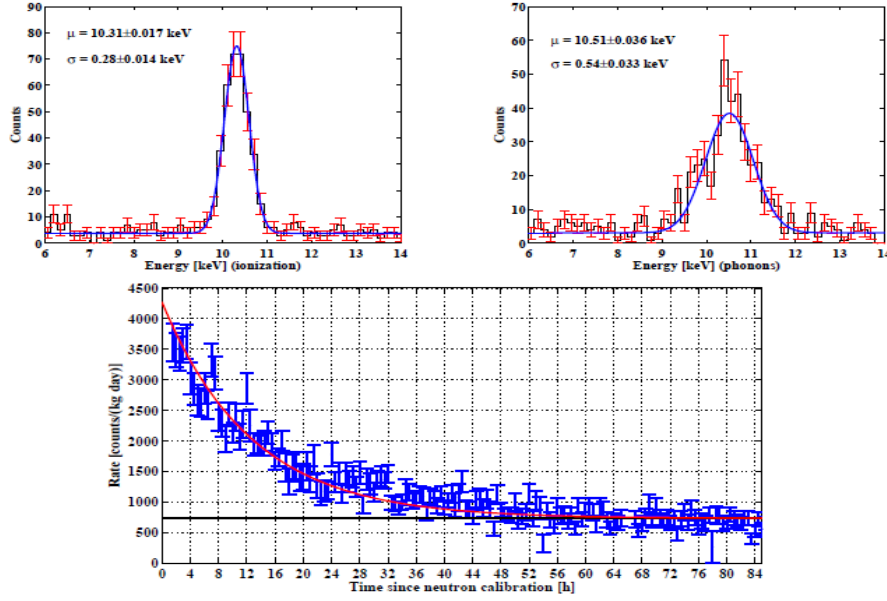 μ = 10.31±0.017 keV
σ = 0.28±0.014 keV
Counts
90
80
70
60
50
40
30
20
10
0
6 7 8 9 10 11 12 13 14
Energy [keV] (ionization)
μ = 10.51±0.036 keV
σ = 0.54±0.033 keV
Counts
70
60
50
40
30
20
10
0
6 7 8 9 10 11 12 13 14
Energy [keV] (phonons)
Rate [counts/(kg day)]
4500
4000
3500
3000
2500
2000
1500
1000
500
0
0 4 8 12 16 20 24 28 32 36 40 44 48 52 56 60 64 68 72 76 80 84
Time since neutron calibration [h]